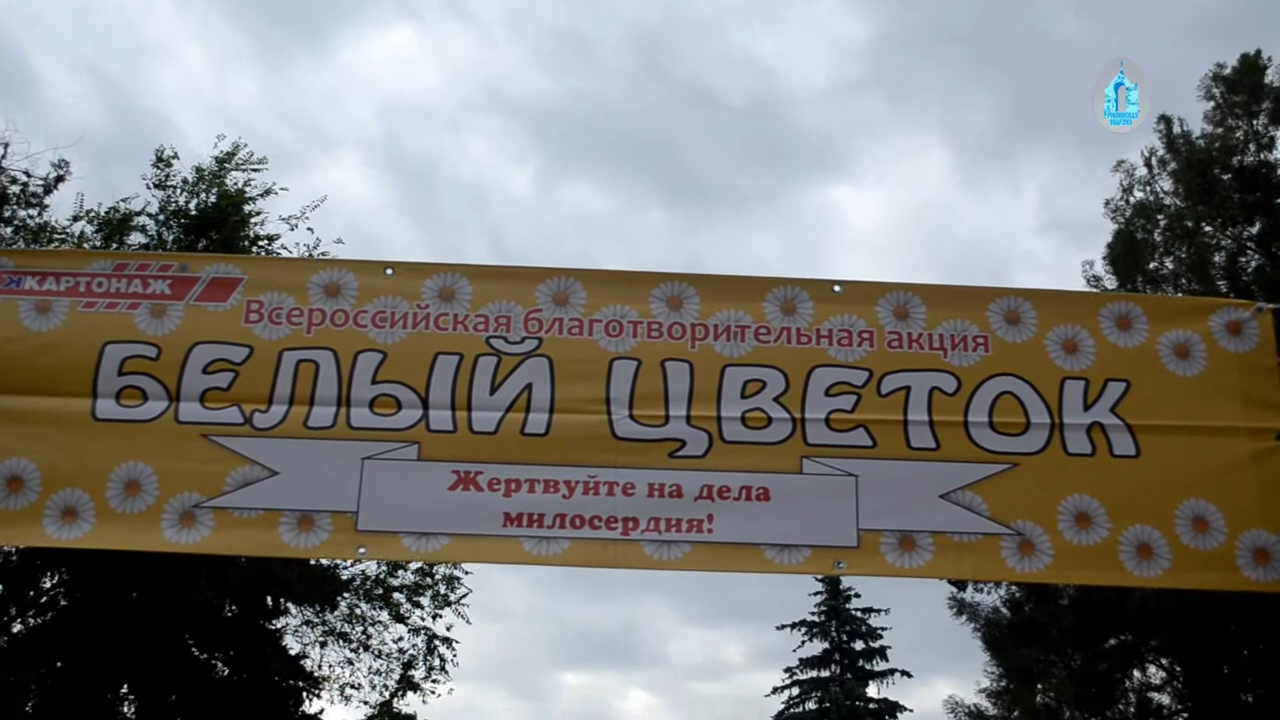 КАРТОНАЖ
Всероссийская благотворительная акция
БЕЛЫЙ ЦВЕТОК
Жертвуйте на дела
милосердия!